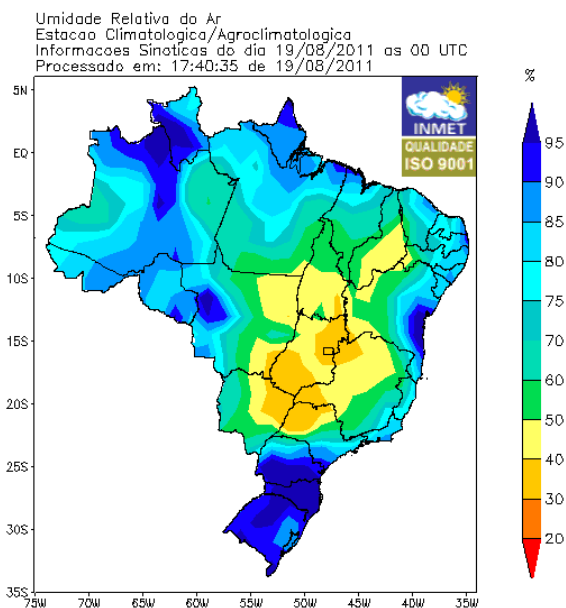 Umidade Relativa do Ar
Estacao Climatologica/Agroclimatologica
Informacoes Sinoticas do dia 19/08/2011 as 00 UTC
Processado em: 17:40:35 de 19/08/2011
%
INMET
QUALIDADE
ISO 9001
5N
EQ
5S
10S
15S
20S
25S
30S
35S
75W
70W
65W
60W
55W
50W
45W
40W
35W
95
90
85
80
75
70
60
50
40
30
20